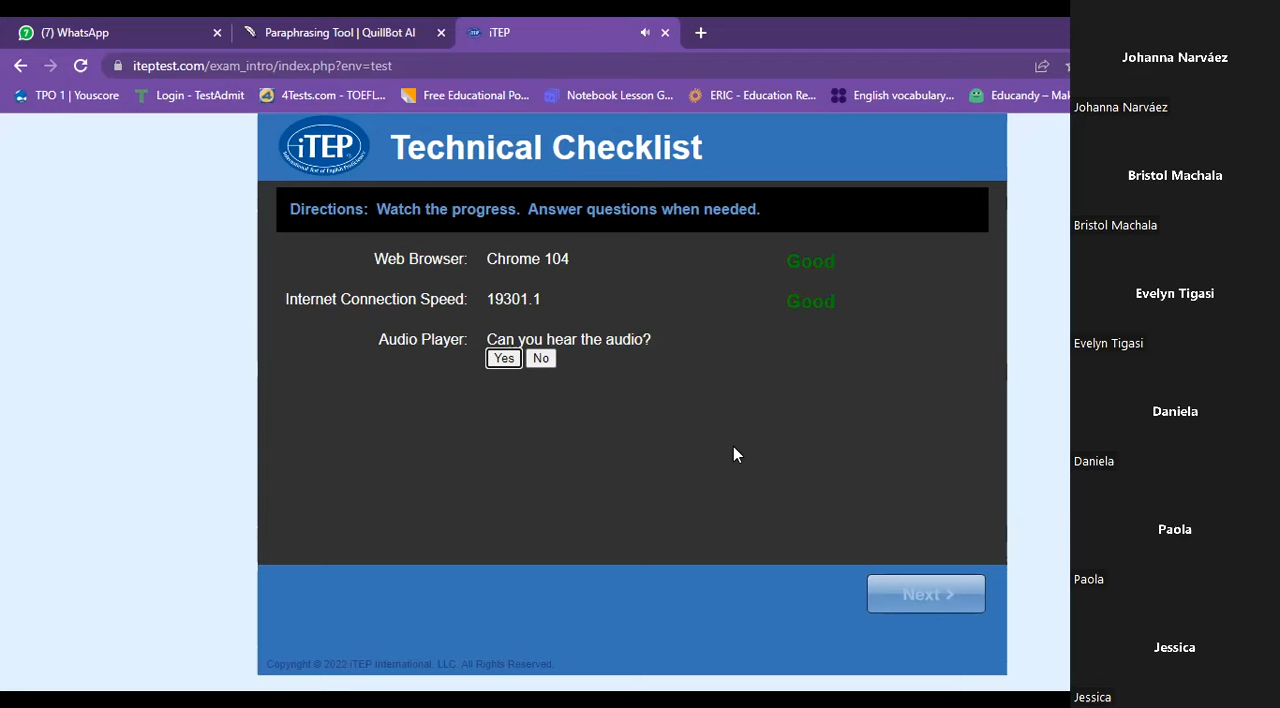 (7) WhatsApp
Paraphrasing Tool | QuillBot AI
iTEP
iteptest.com/exam_intro/index.php?env=test
TPO 1 | Youscore
Login - TestAdmit
4Tests.com - TOEFL...
Free Educational Po...
Notebook Lesson G...
ERIC - Education Re...
English vocabulary...
Educandy – Mak
iTEP
Technical Checklist
Directions: Watch the progress. Answer questions when needed.
Web Browser: Chrome 104 Good
Internet Connection Speed: 19301.1 Good
Audio Player: Can you hear the audio?
Yes No
Next >
Copyright © 2022 iTEP International, LLC. All Rights Reserved.
Johanna Narváez
Johanna Narváez
Bristol Machala
Bristol Machala
Evelyn Tigasi
Evelyn Tigasi
Daniela
Daniela
Paola
Paola
Jessica
Jessica